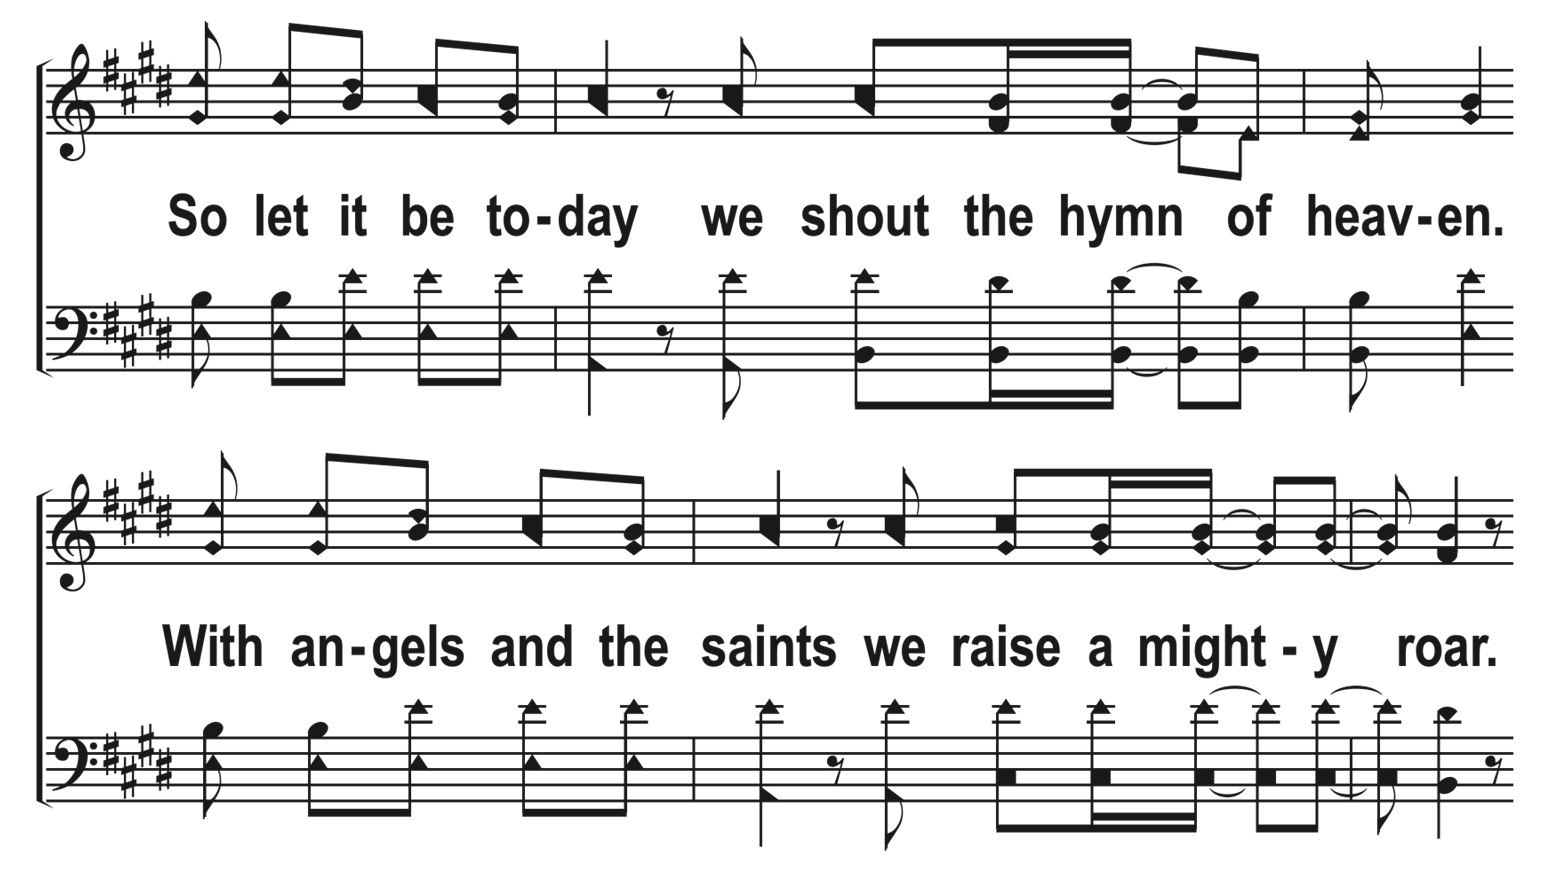 So let it be to-day we shout the hymn of heav-en.
With an-gels and the saints we raise a might-y roar.